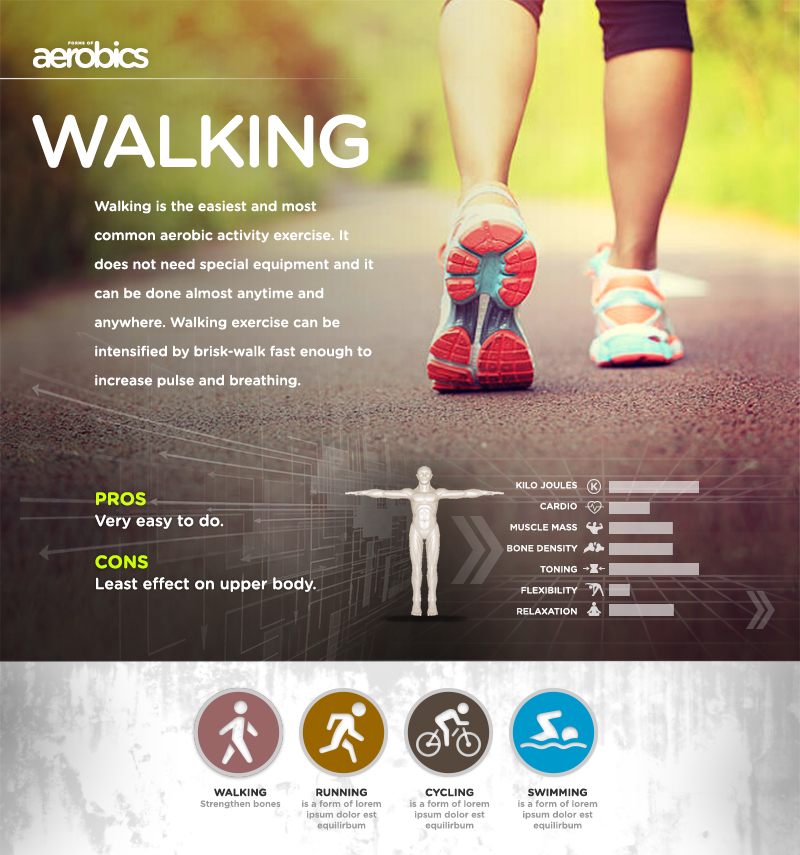 FORMS OF
aerobics
WALKING
Walking is the easiest and most
common aerobic activity exercise. It
does not need special equipment and it
can be done almost anytime and
anywhere. Walking exercise can be
intensified by brisk-walk fast enough to
increase pulse and breathing.
PROS
Very easy to do.
CONS
Least effect on upper body.
KILO JOULES K
CARDIO
MUSCLE MASS
BONE DENSITY
TONING
FLEXIBILITY
RELAXATION
WALKING
Strengthen bones
RUNNING
is a form of lorem
ipsum dolor est
equilirbum
CYCLING
is a form of lorem
ipsum dolor est
equilirbum
SWIMMING
is a form of lorem
ipsum dolor est
equilirbum